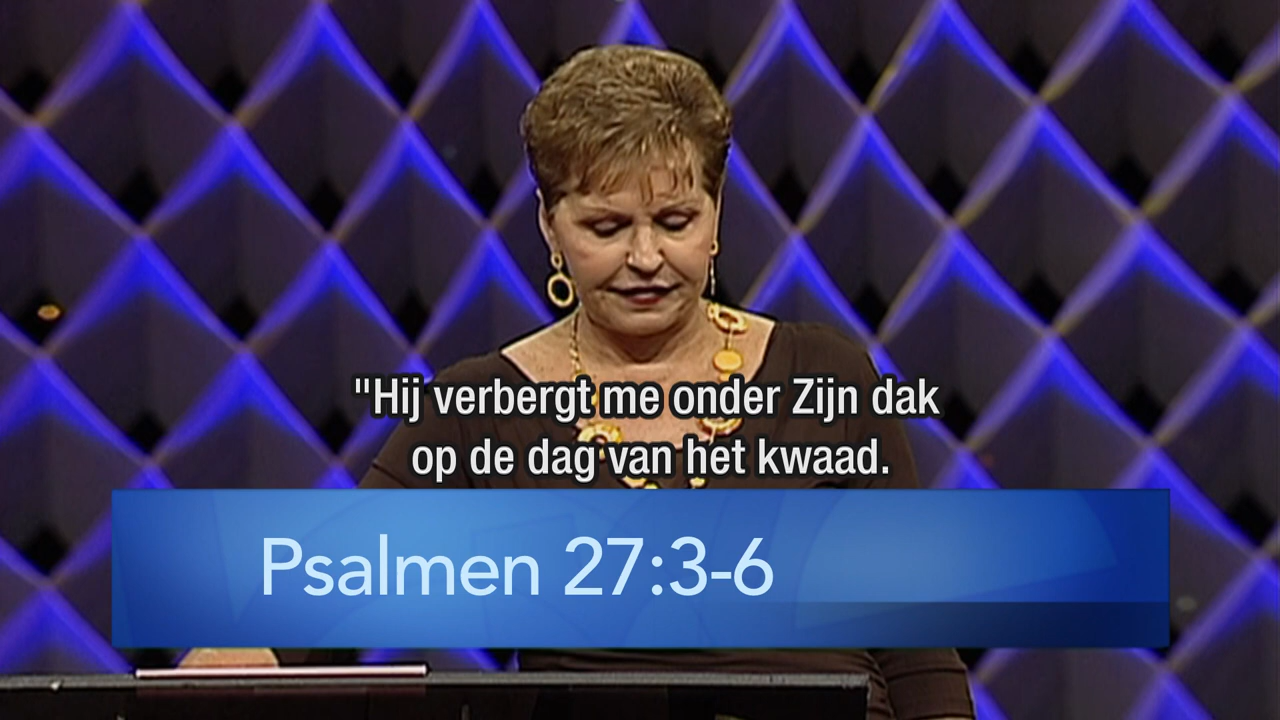 "Hij verbergt me onder Zijn dak
op de dag van het kwaad.
Psalmen 27:3-6